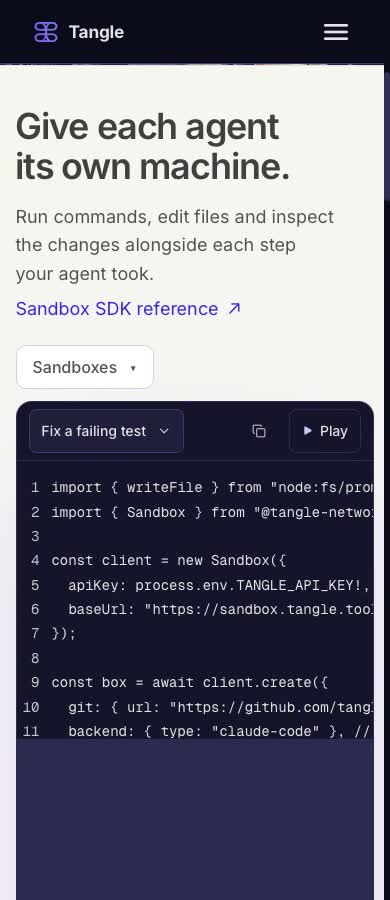 Tangle
Give each agent
its own machine.
Run commands, edit files and inspect
the changes alongside each step
your agent took.
Sandbox SDK reference ↗
Sandboxes ▾
Fix a failing test
Play
1 import { writeFile } from "node:fs/prom
2 import { Sandbox } from "@tangle-networ
3
4 const client = new Sandbox({
5   apiKey: process.env.TANGLE_API_KEY!,
6   baseUrl: "https://sandbox.tangle.tool
7 });
8
9 const box = await client.create({
10   git: { url: "https://github.com/tangl
11   backend: { type: "claude-code" }, //